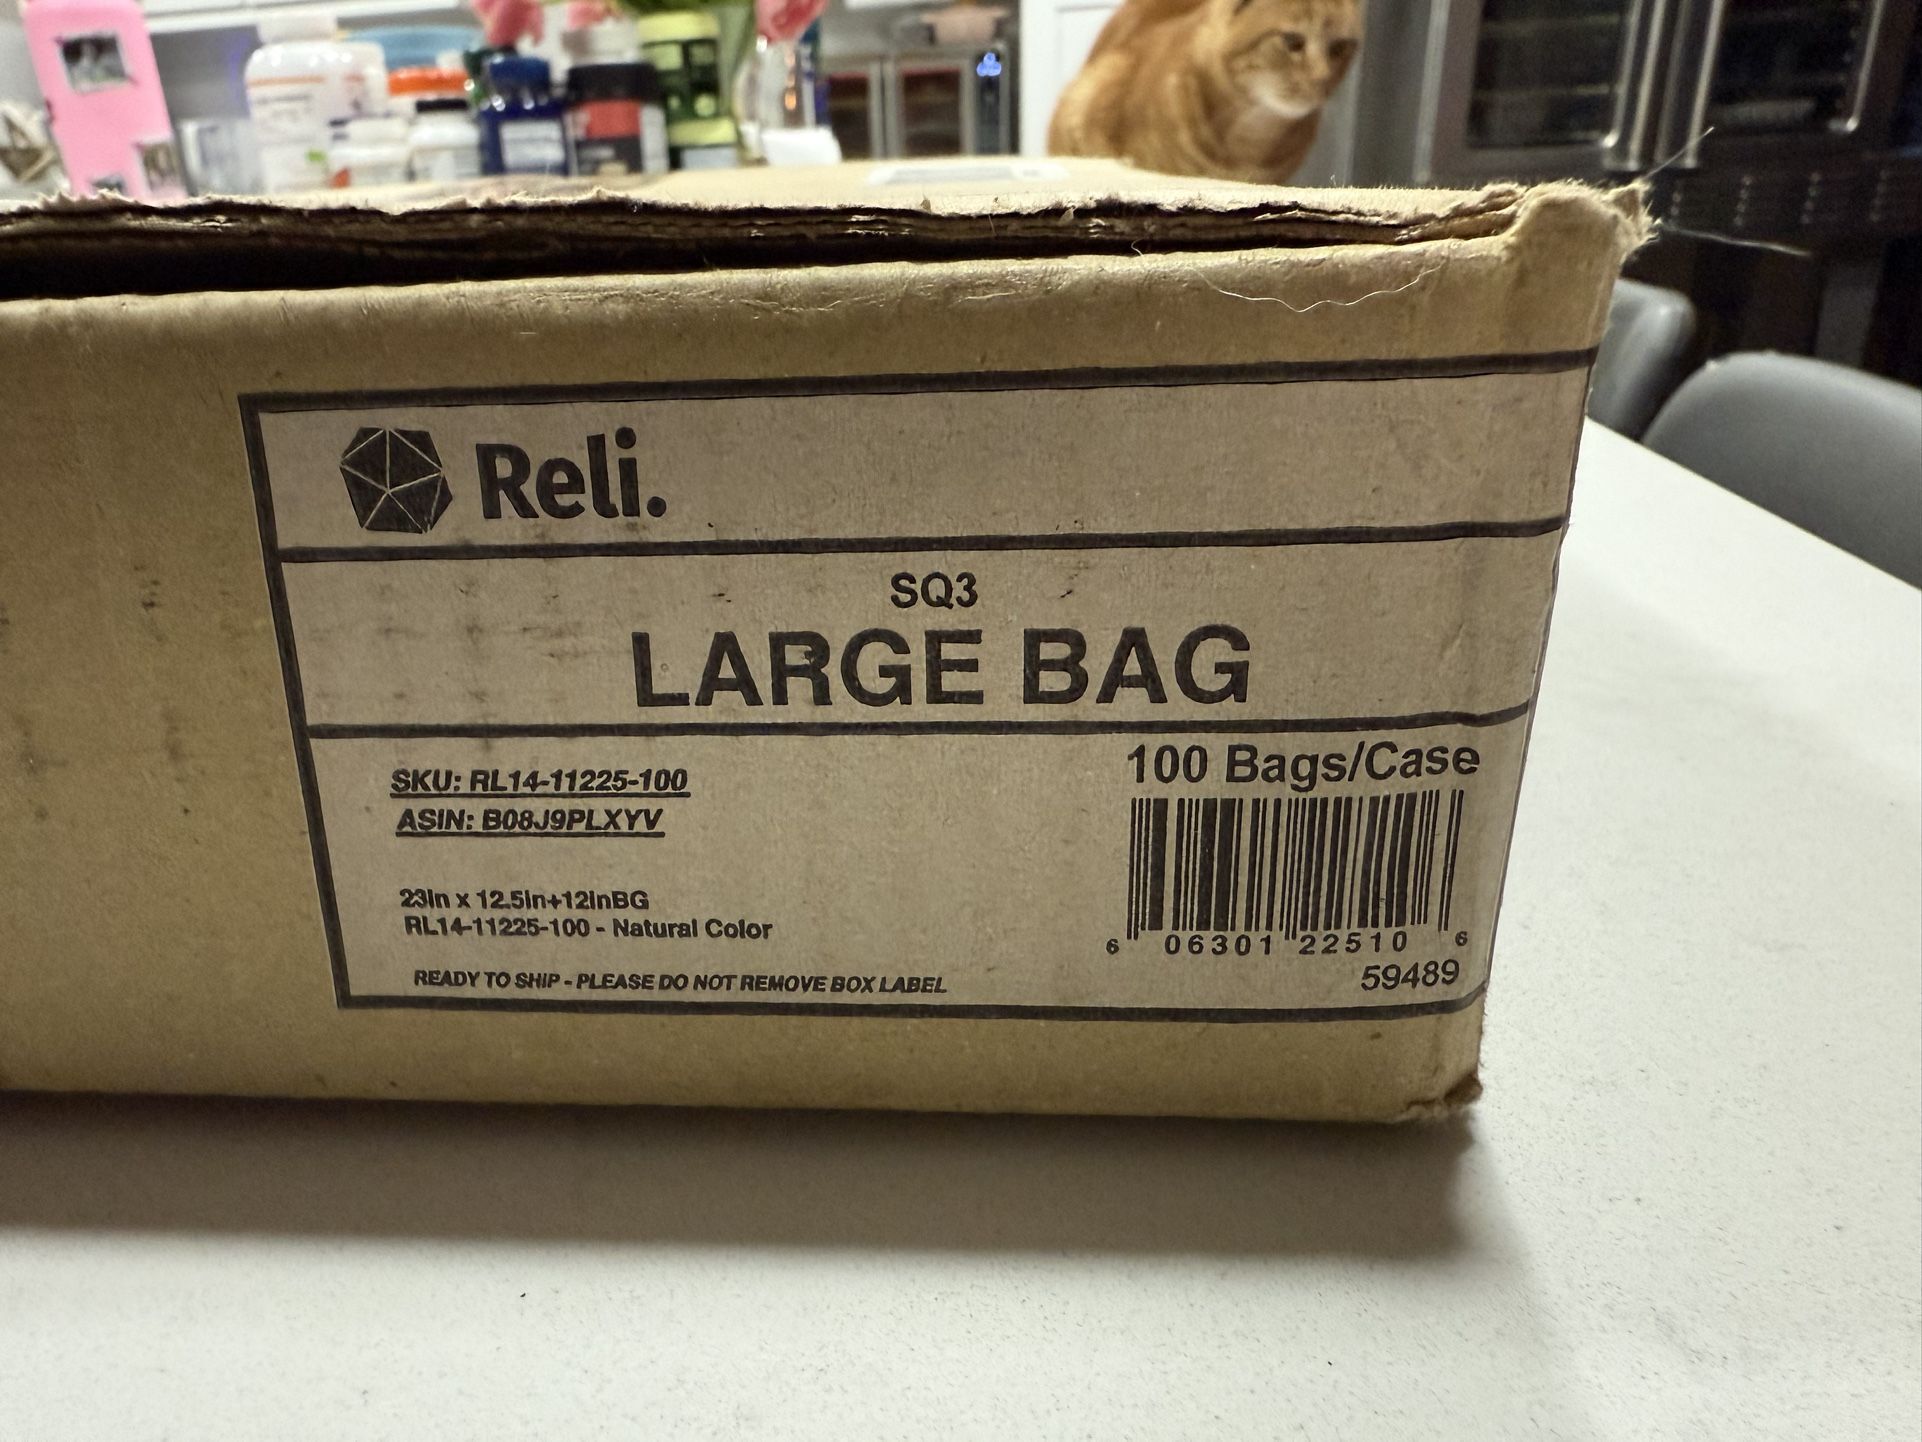 Reli.
SQ3
LARGE BAG
SKU: RL14-11225-100
ASIN: B08J9PLXYV
23in x 12.5in+12inBG
RL14-11225-100 - Natural Color
READY TO SHIP - PLEASE DO NOT REMOVE BOX LABEL
100 Bags/Case
6 06301 22510 6
59489